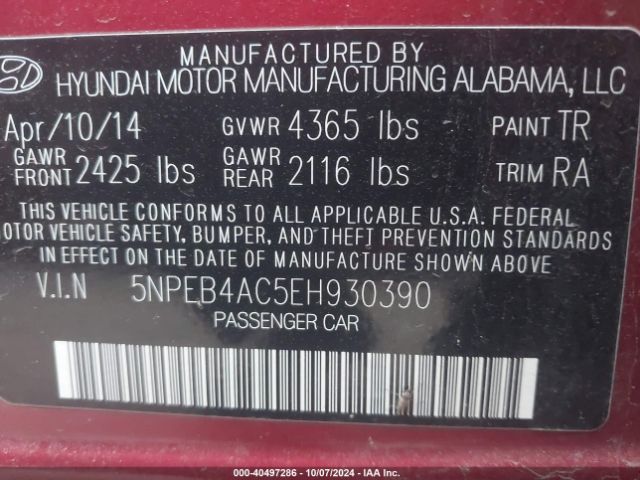 MANUFACTURED BY
HYUNDAI MOTOR MANUFACTURING ALABAMA, LLC
Apr/10/14 GVWR 4365 lbs PAINT TR
GAWR FRONT 2425 lbs GAWR REAR 2116 lbs TRIM RA
THIS VEHICLE CONFORMS TO ALL APPLICABLE U.S.A. FEDERAL
MOTOR VEHICLE SAFETY, BUMPER, AND THEFT PREVENTION STANDARDS
IN EFFECT ON THE DATE OF MANUFACTURE SHOWN ABOVE.
V.I.N 5NPEB4AC5EH930390
PASSENGER CAR
000-40497286 - 10/07/2024 - IAA Inc.